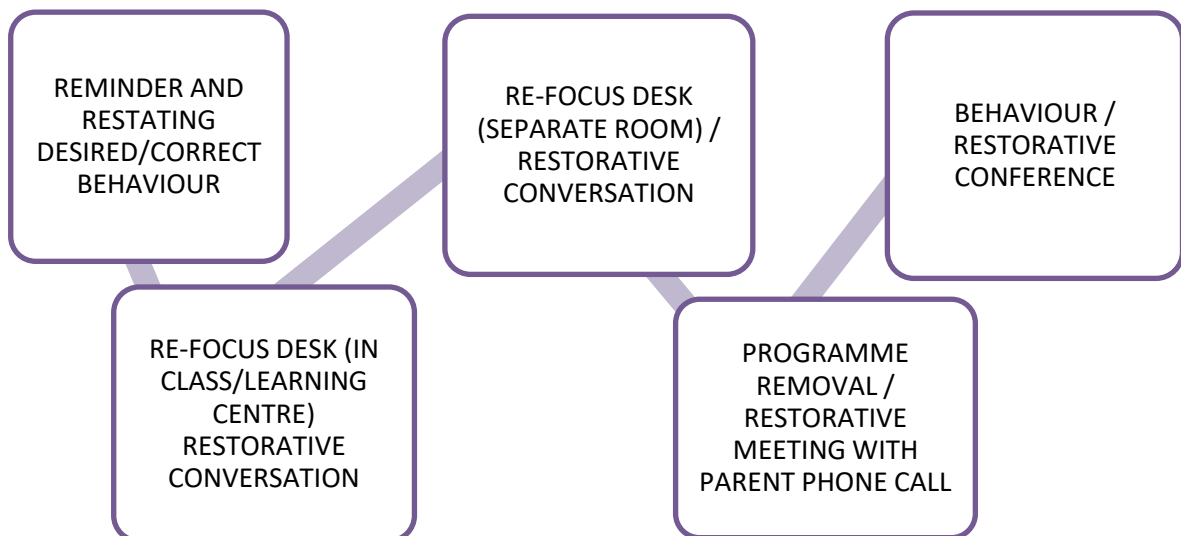 REMINDER AND
RESTATING
DESIRED/CORRECT
BEHAVIOUR
RE-FOCUS DESK (IN
CLASS/LEARNING
CENTRE)
RESTORATIVE
CONVERSATION
RE-FOCUS DESK
(SEPARATE ROOM) /
RESTORATIVE
CONVERSATION
PROGRAMME
REMOVAL /
RESTORATIVE
MEETING WITH
PARENT PHONE CALL
BEHAVIOUR /
RESTORATIVE
CONFERENCE